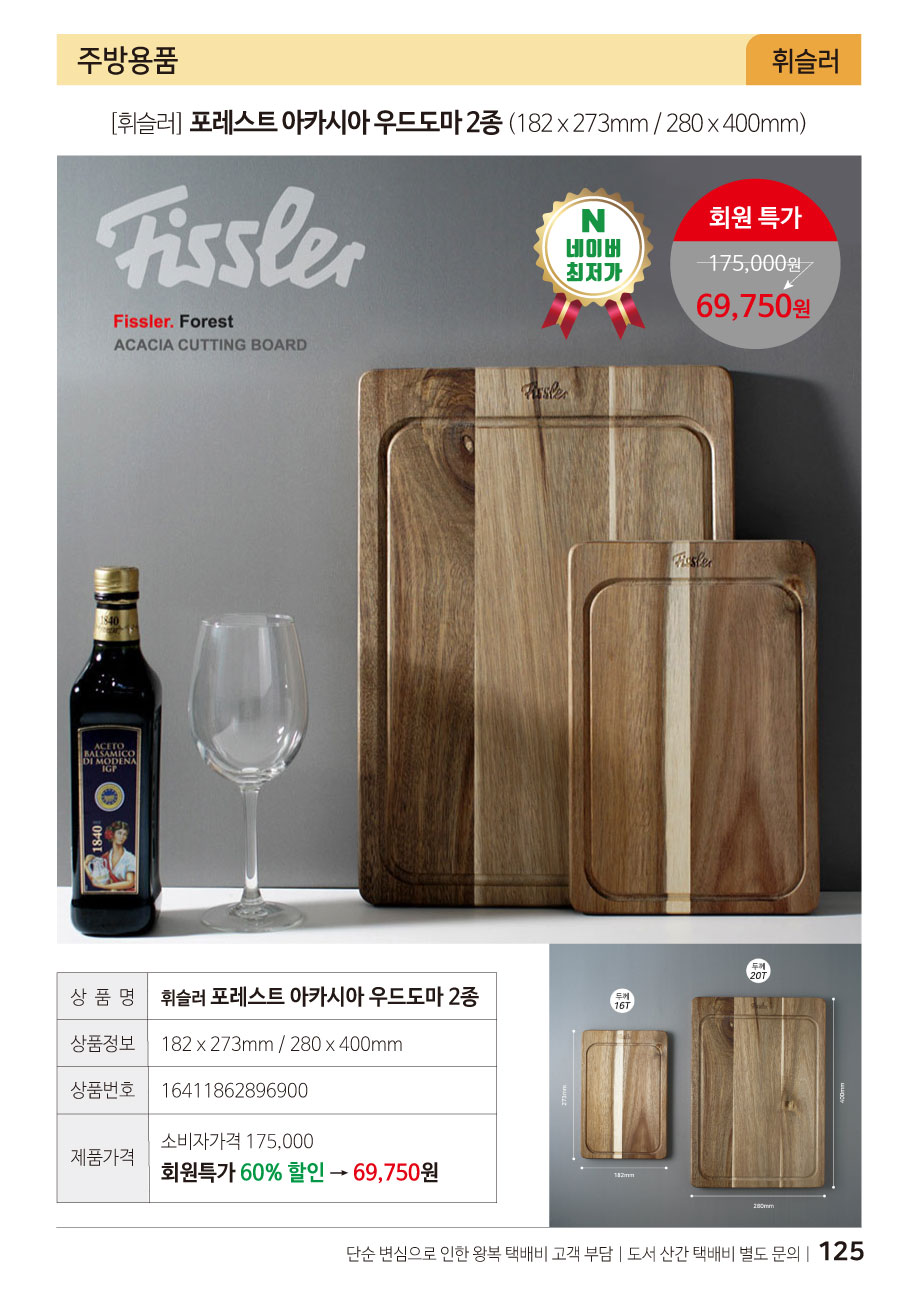 주방용품
휘슬러
[휘슬러] 포레스트 아카시아 우드도마 2종 (182 x 273mm / 280 x 400mm)
Fissler
N
네이버
최저가
회원 특가
175,000원
69,750원
Fissler. Forest
ACACIA CUTTING BOARD
Fissler
Fissler
1840
ACETO
BALSAMICO
DI MODENA
IGP
1840
상 품 명 휘슬러 포레스트 아카시아 우드도마 2종
상품정보 182 x 273mm / 280 x 400mm
상품번호 16411862896900
제품가격 소비자가격 175,000
회원특가 60% 할인 → 69,750원
두께
20T
두께
16T
273mm
400mm
182mm
280mm
단순 변심으로 인한 왕복 택배비 고객 부담 | 도서 산간 택배비 별도 문의 | 125